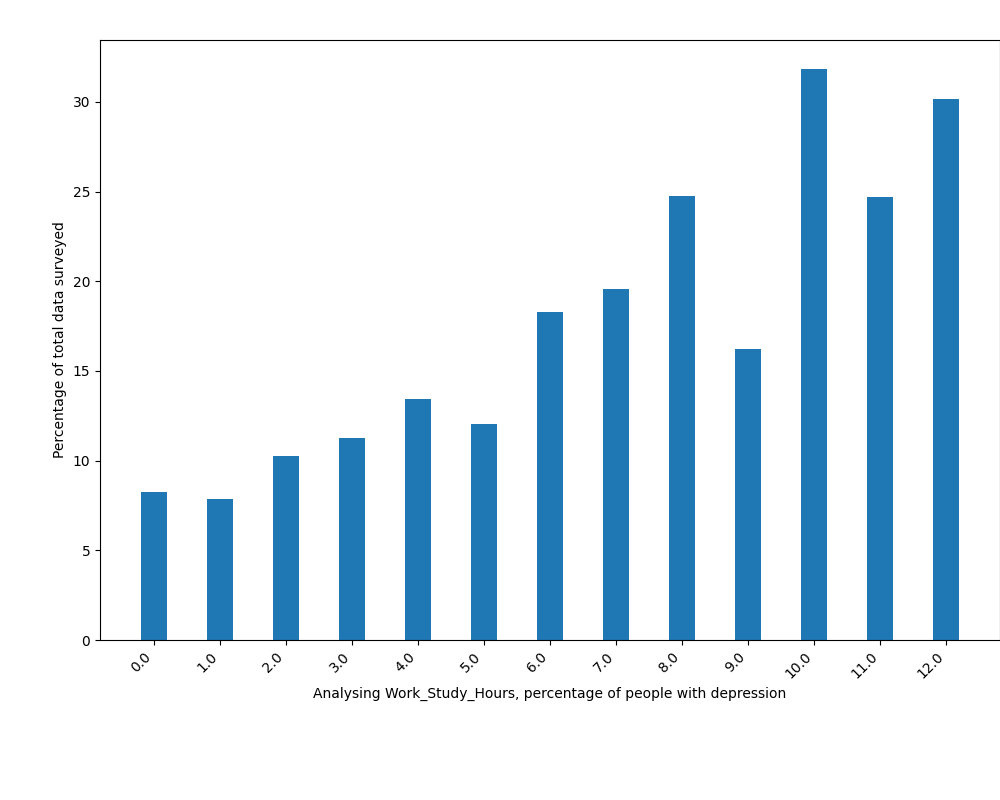 Percentage of total data surveyed
30
25
20
15
10
5
0
0.0 1.0 2.0 3.0 4.0 5.0 6.0 7.0 8.0 9.0 10.0 11.0 12.0
Analysing Work_Study_Hours, percentage of people with depression